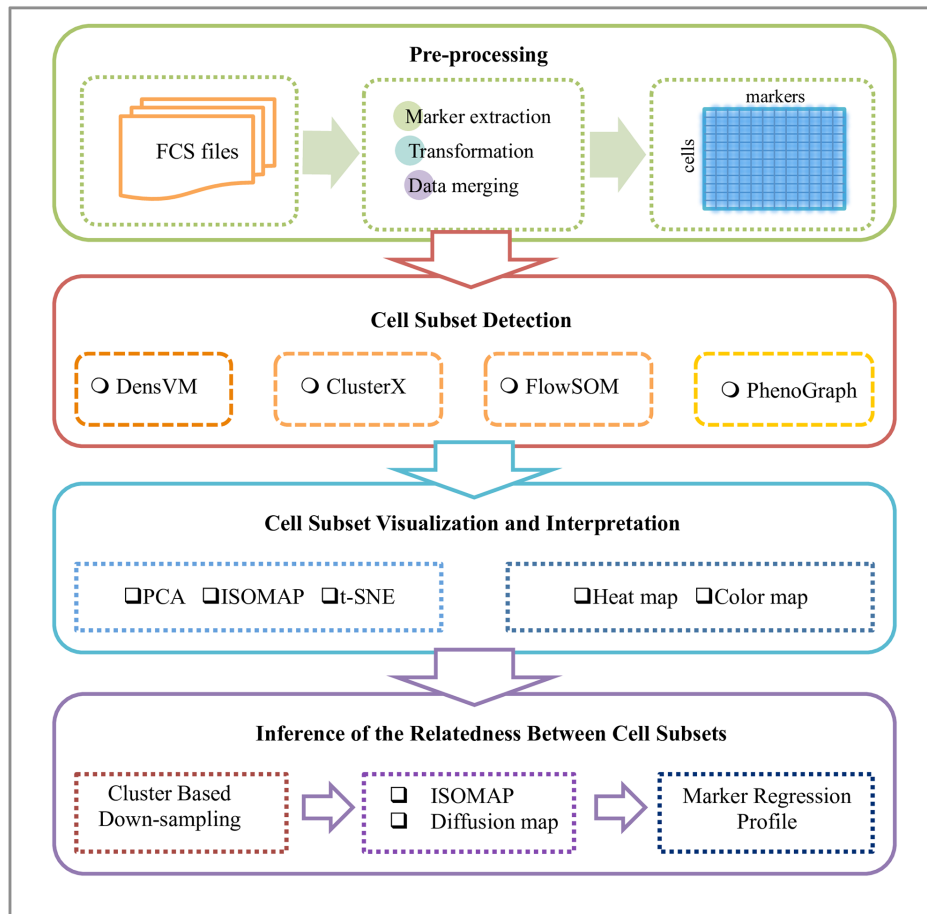 Pre-processing
FCS files
Marker extraction
Transformation
Data merging
markers
cells
Cell Subset Detection
DensVM
ClusterX
FlowSOM
PhenoGraph
Cell Subset Visualization and Interpretation
PCA ISOMAP t-SNE
Heat map Color map
Inference of the Relatedness Between Cell Subsets
Cluster Based
Down-sampling
ISOMAP
Diffusion map
Marker Regression
Profile